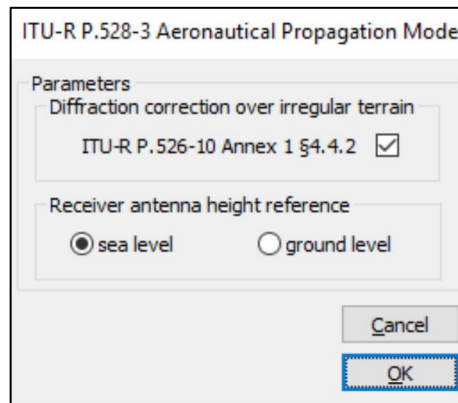 ITU-R P.528-3 Aeronautical Propagation Mode
Parameters
Diffraction correction over irregular terrain
ITU-R P.526-10 Annex 1 §4.4.2
Receiver antenna height reference
sea level ground level
Cancel
OK